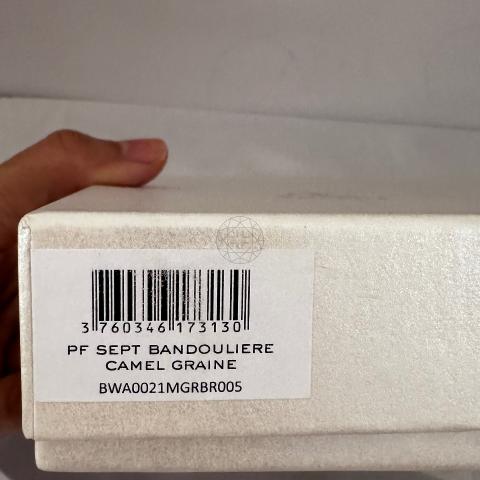 3 760346 173130
PF SEPT BANDOULIERE
CAMEL GRAINE
BWA0021MGRBR005